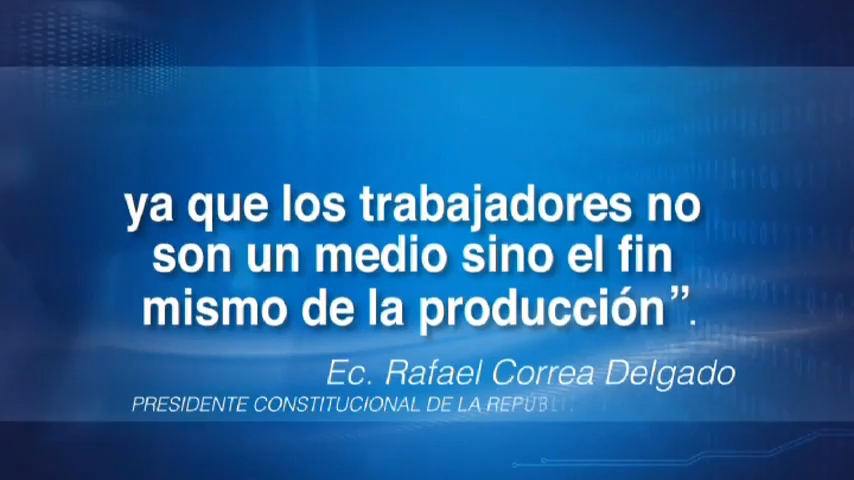 ya que los trabajadores no
son un medio sino el fin
mismo de la producción”.
Ec. Rafael Correa Delgado
PRESIDENTE CONSTITUCIONAL DE LA REPÚBLI